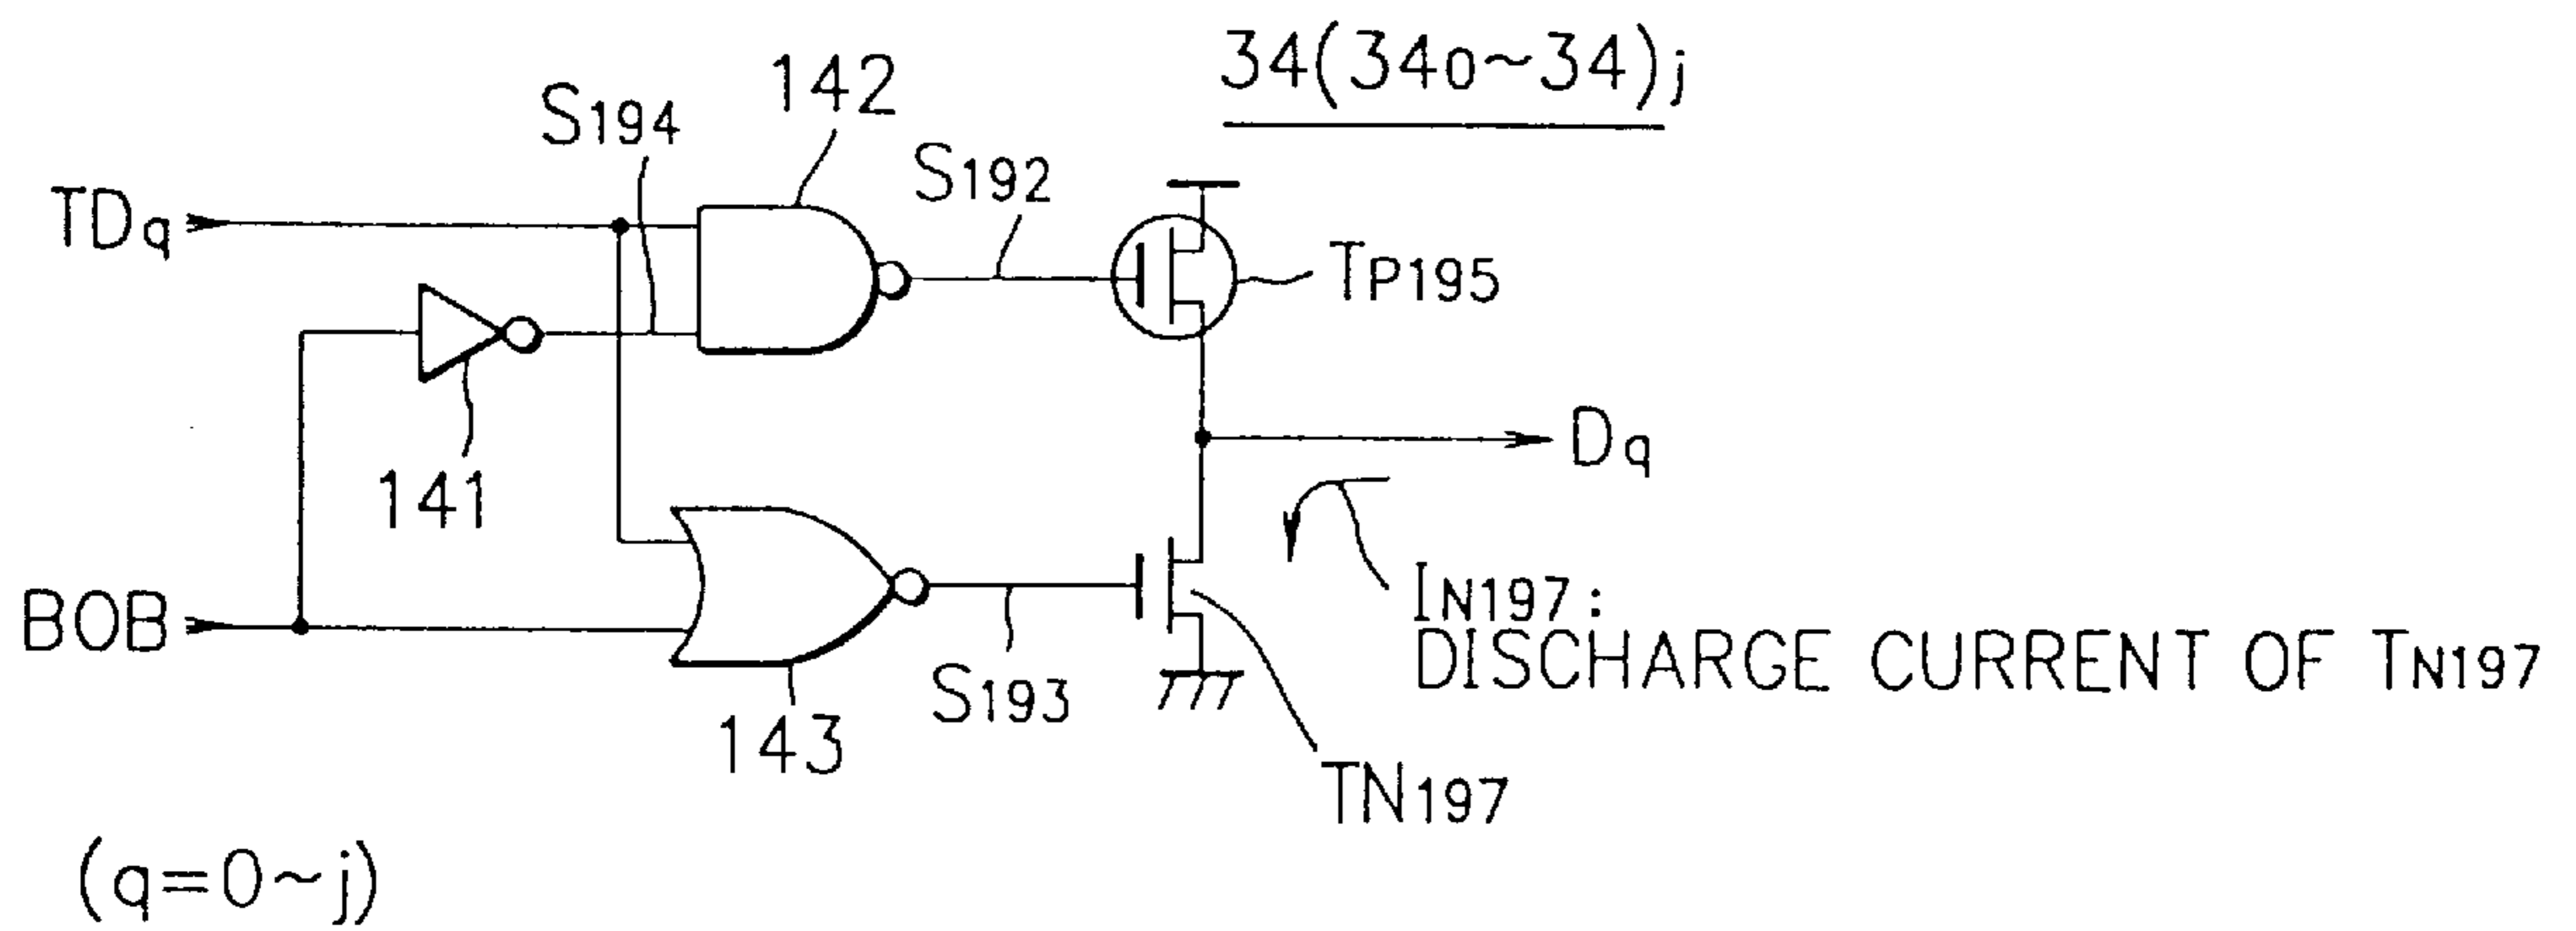 34(340~34)j
142
S194
S192
TDq
TP195
141
Dq
BOB
IN197:
DISCHARGE CURRENT OF TN197
S193
143
TN197
(q=0~j)